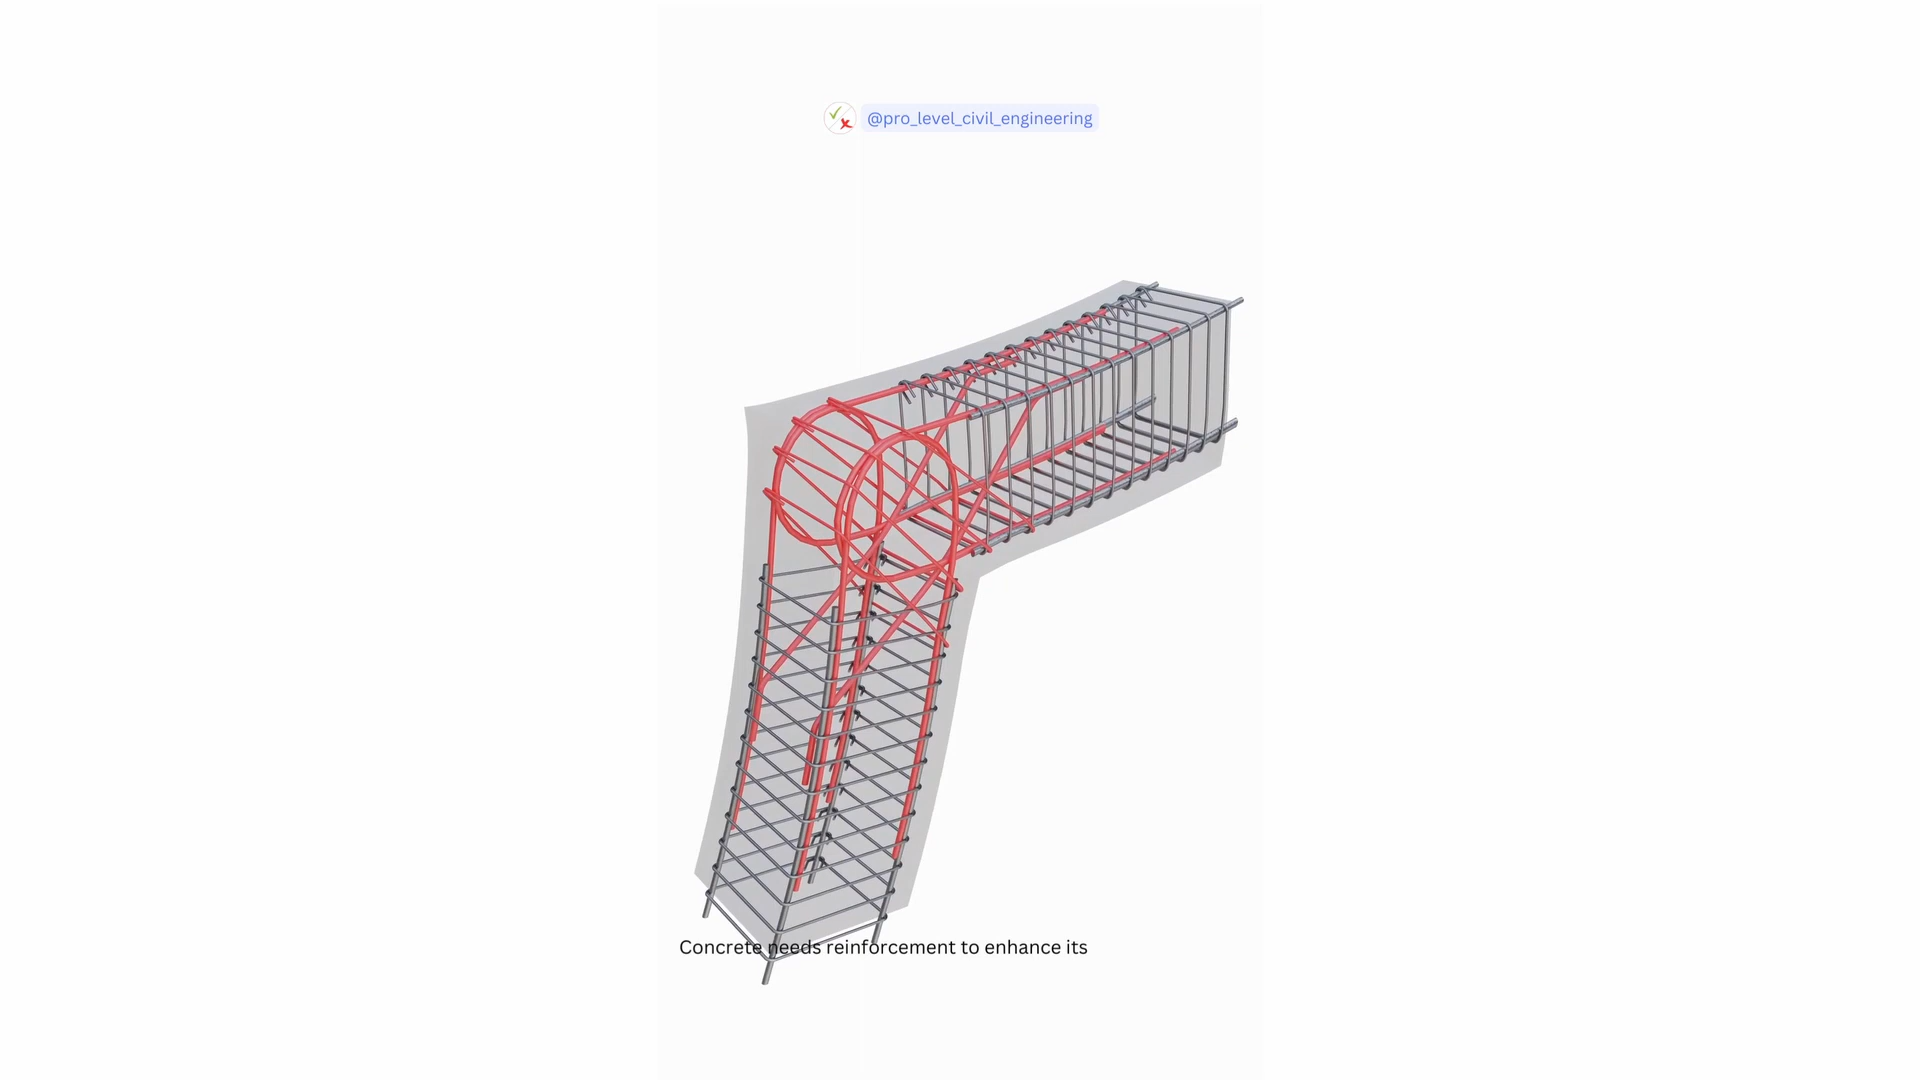 @pro_level_civil_engineering
Concrete needs reinforcement to enhance its